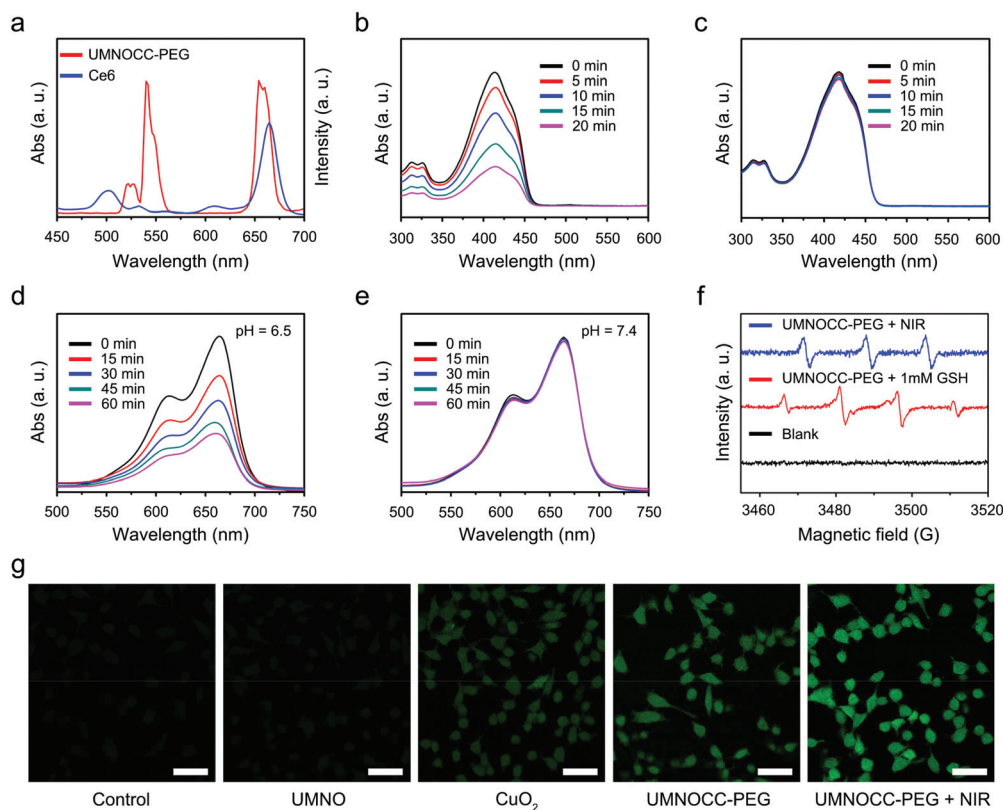 a
UMNOCC-PEG
Ce6
Abs (a. u.)
Intensity (a. u.)
450 500 550 600 650 700
Wavelength (nm)
b
0 min
5 min
10 min
15 min
20 min
Abs (a. u.)
300 350 400 450 500 550 600
Wavelength (nm)
c
0 min
5 min
10 min
15 min
20 min
Abs (a. u.)
300 350 400 450 500 550 600
Wavelength (nm)
d
0 min
15 min
30 min
45 min
60 min
pH = 6.5
Abs (a. u.)
500 550 600 650 700 750
Wavelength (nm)
e
0 min
15 min
30 min
45 min
60 min
pH = 7.4
Abs (a. u.)
500 550 600 650 700 750
Wavelength (nm)
f
UMNOCC-PEG + NIR
UMNOCC-PEG + 1mM GSH
Blank
Intensity (a. u.)
3460 3480 3500 3520
Magnetic field (G)
g
Control
UMNO
CuO₂
UMNOCC-PEG
UMNOCC-PEG + NIR